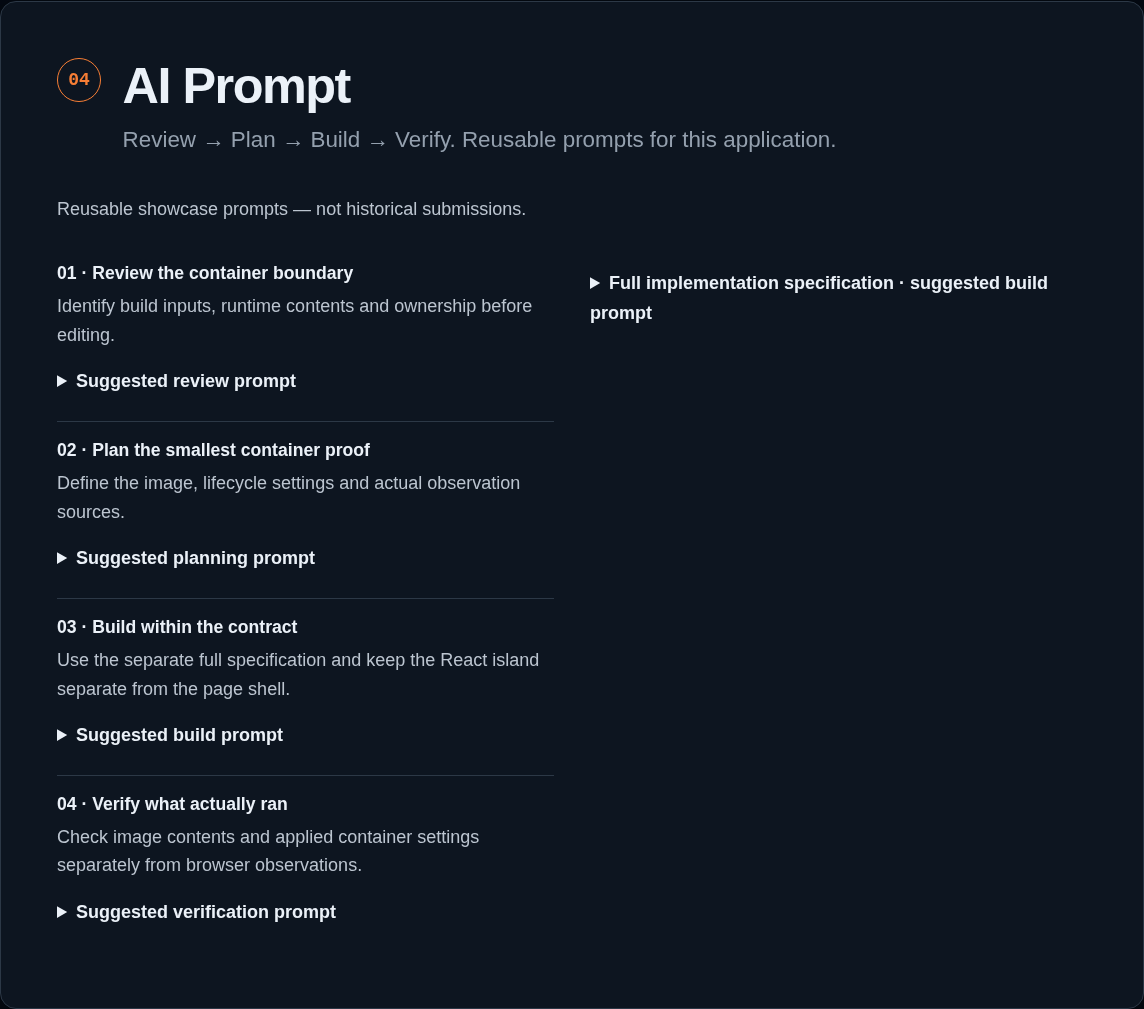 04
AI Prompt
Review → Plan → Build → Verify. Reusable prompts for this application.
Reusable showcase prompts — not historical submissions.
01 · Review the container boundary
Identify build inputs, runtime contents and ownership before
editing.
▶ Suggested review prompt
02 · Plan the smallest container proof
Define the image, lifecycle settings and actual observation
sources.
▶ Suggested planning prompt
03 · Build within the contract
Use the separate full specification and keep the React island
separate from the page shell.
▶ Suggested build prompt
04 · Verify what actually ran
Check image contents and applied container settings
separately from browser observations.
▶ Suggested verification prompt
▶ Full implementation specification · suggested build
prompt